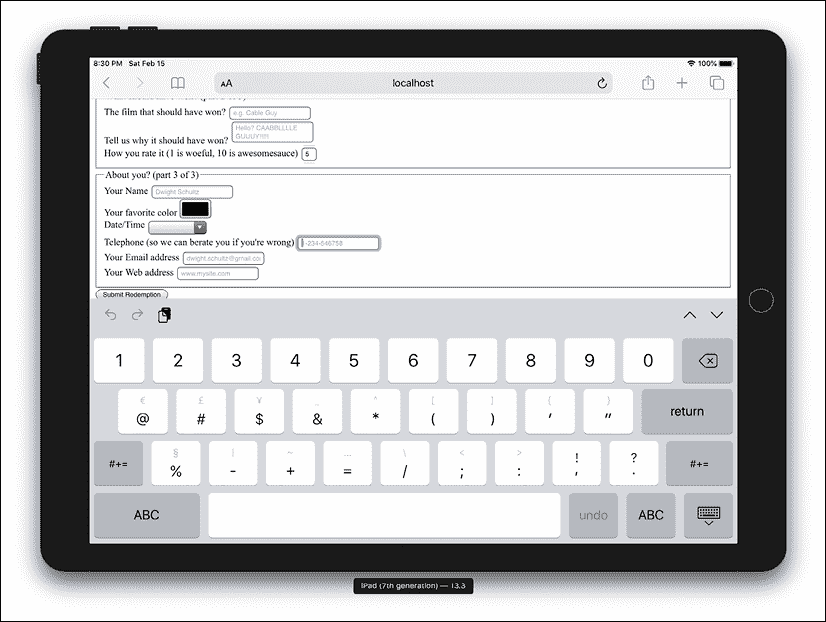 8:30 PM Sat Feb 15 100%
AA localhost
The film that should have won? e.g. Cable Guy
Hello? CAABBLLLLE
GUUUY!!!!!
Tell us why it should have won?
How you rate it (1 is woeful, 10 is awesomesauce) 5
About you? (part 3 of 3)
Your Name Dwight Schultz
Your favorite color
Date/Time
Telephone (so we can berate you if you're wrong) 1-234-546758
Your Email address dwight.schultz@gmail.co
Your Web address www.mysite.com
Submit Redemption
1 2 3 4 5 6 7 8 9 0
€ £ ¥ _ ^ [ ] { }
@ # $ & * ( ) ' "
return
§ | ~ … \ < > ! ?
#+= % - + = / ; : , . #+=
ABC undo ABC
iPad (7th generation) — 13.3